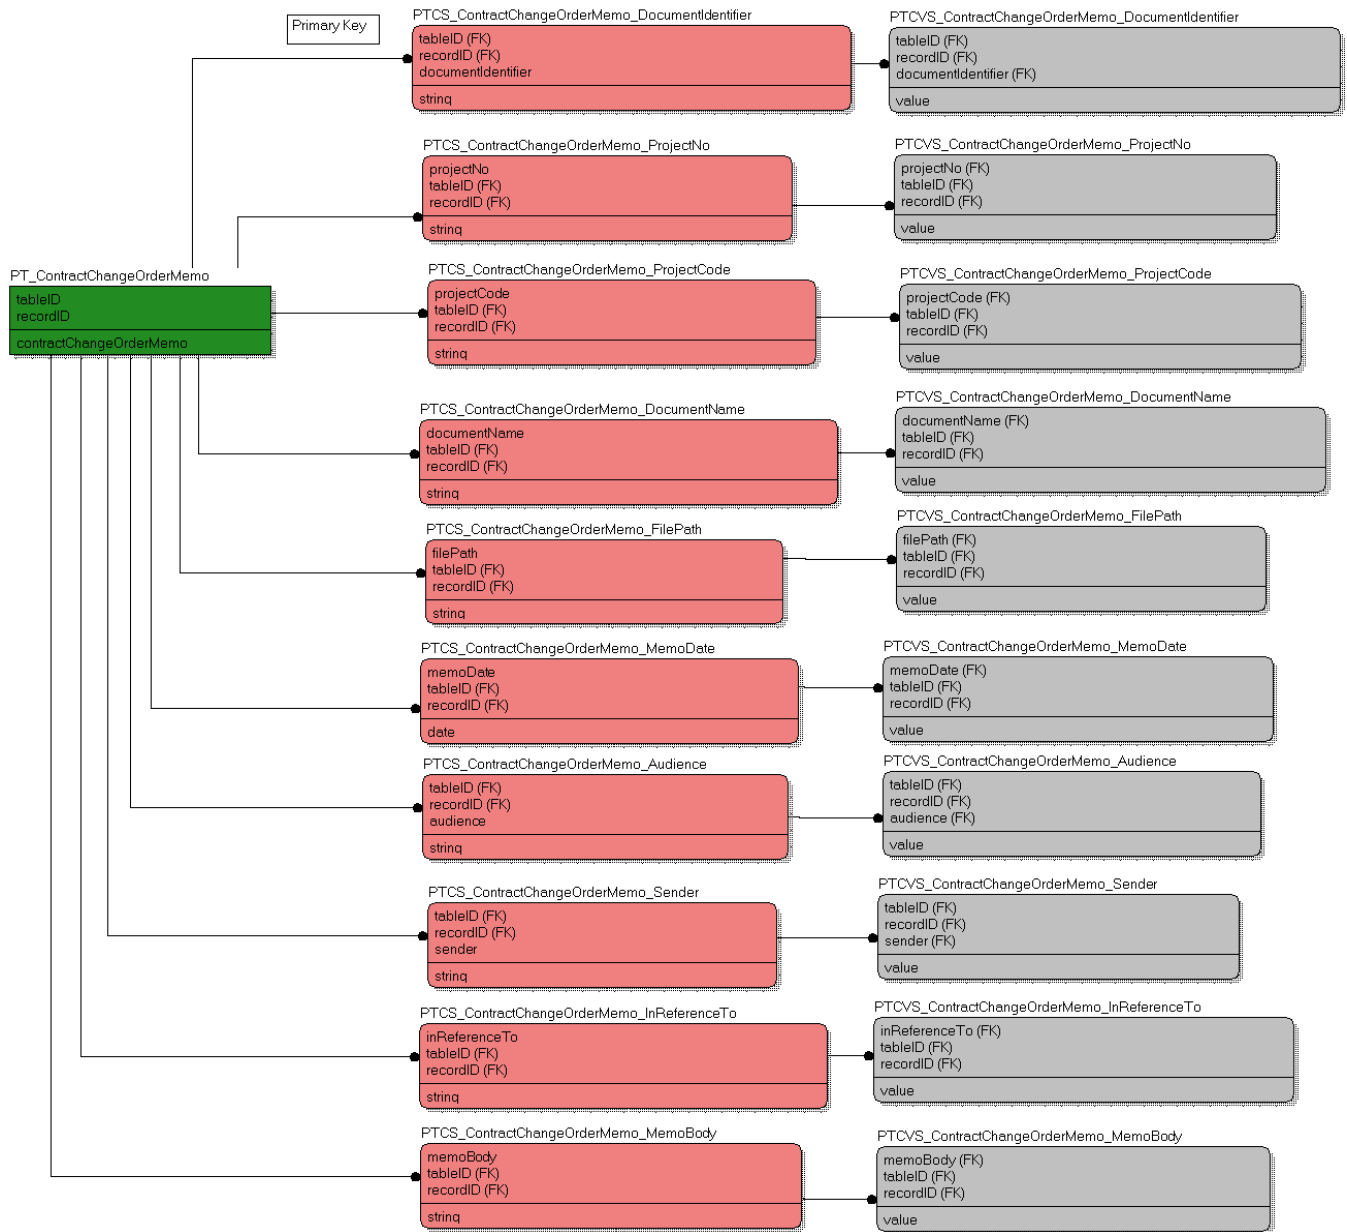 Primary Key
PTCS_ContractChangeOrderMemo_DocumentIdentifier
tableID (FK)
recordID (FK)
documentIdentifier
string
PTCVS_ContractChangeOrderMemo_DocumentIdentifier
tableID (FK)
recordID (FK)
documentIdentifier (FK)
value
PTCS_ContractChangeOrderMemo_ProjectNo
projectNo
tableID (FK)
recordID (FK)
string
PTCVS_ContractChangeOrderMemo_ProjectNo
projectNo (FK)
tableID (FK)
recordID (FK)
value
PT_ContractChangeOrderMemo
tableID
recordID
contractChangeOrderMemo
PTCS_ContractChangeOrderMemo_ProjectCode
projectCode
tableID (FK)
recordID (FK)
string
PTCVS_ContractChangeOrderMemo_ProjectCode
projectCode (FK)
tableID (FK)
recordID (FK)
value
PTCS_ContractChangeOrderMemo_DocumentName
documentName
tableID (FK)
recordID (FK)
string
PTCVS_ContractChangeOrderMemo_DocumentName
documentName (FK)
tableID (FK)
recordID (FK)
value
PTCS_ContractChangeOrderMemo_FilePath
filePath
tableID (FK)
recordID (FK)
string
PTCVS_ContractChangeOrderMemo_FilePath
filePath (FK)
tableID (FK)
recordID (FK)
value
PTCS_ContractChangeOrderMemo_MemoDate
memoDate
tableID (FK)
recordID (FK)
date
PTCVS_ContractChangeOrderMemo_MemoDate
memoDate (FK)
tableID (FK)
recordID (FK)
value
PTCS_ContractChangeOrderMemo_Audience
tableID (FK)
recordID (FK)
audience
string
PTCVS_ContractChangeOrderMemo_Audience
tableID (FK)
recordID (FK)
audience (FK)
value
PTCS_ContractChangeOrderMemo_Sender
tableID (FK)
recordID (FK)
sender
string
PTCVS_ContractChangeOrderMemo_Sender
tableID (FK)
recordID (FK)
sender (FK)
value
PTCS_ContractChangeOrderMemo_InReferenceTo
inReferenceTo
tableID (FK)
recordID (FK)
string
PTCVS_ContractChangeOrderMemo_InReferenceTo
inReferenceTo (FK)
tableID (FK)
recordID (FK)
value
PTCS_ContractChangeOrderMemo_MemoBody
memoBody
tableID (FK)
recordID (FK)
string
PTCVS_ContractChangeOrderMemo_MemoBody
memoBody (FK)
tableID (FK)
recordID (FK)
value